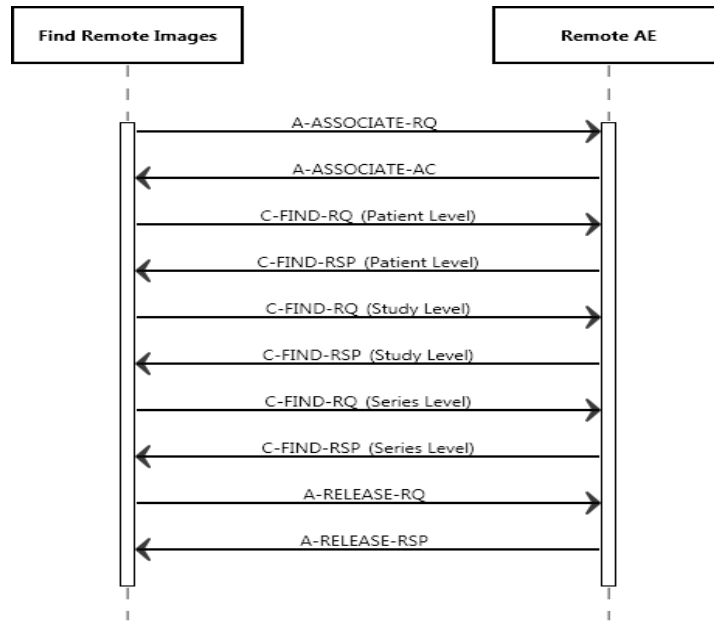 Find Remote Images
Remote AE
A-ASSOCIATE-RQ
A-ASSOCIATE-AC
C-FIND-RQ (Patient Level)
C-FIND-RSP (Patient Level)
C-FIND-RQ (Study Level)
C-FIND-RSP (Study Level)
C-FIND-RQ (Series Level)
C-FIND-RSP (Series Level)
A-RELEASE-RQ
A-RELEASE-RSP